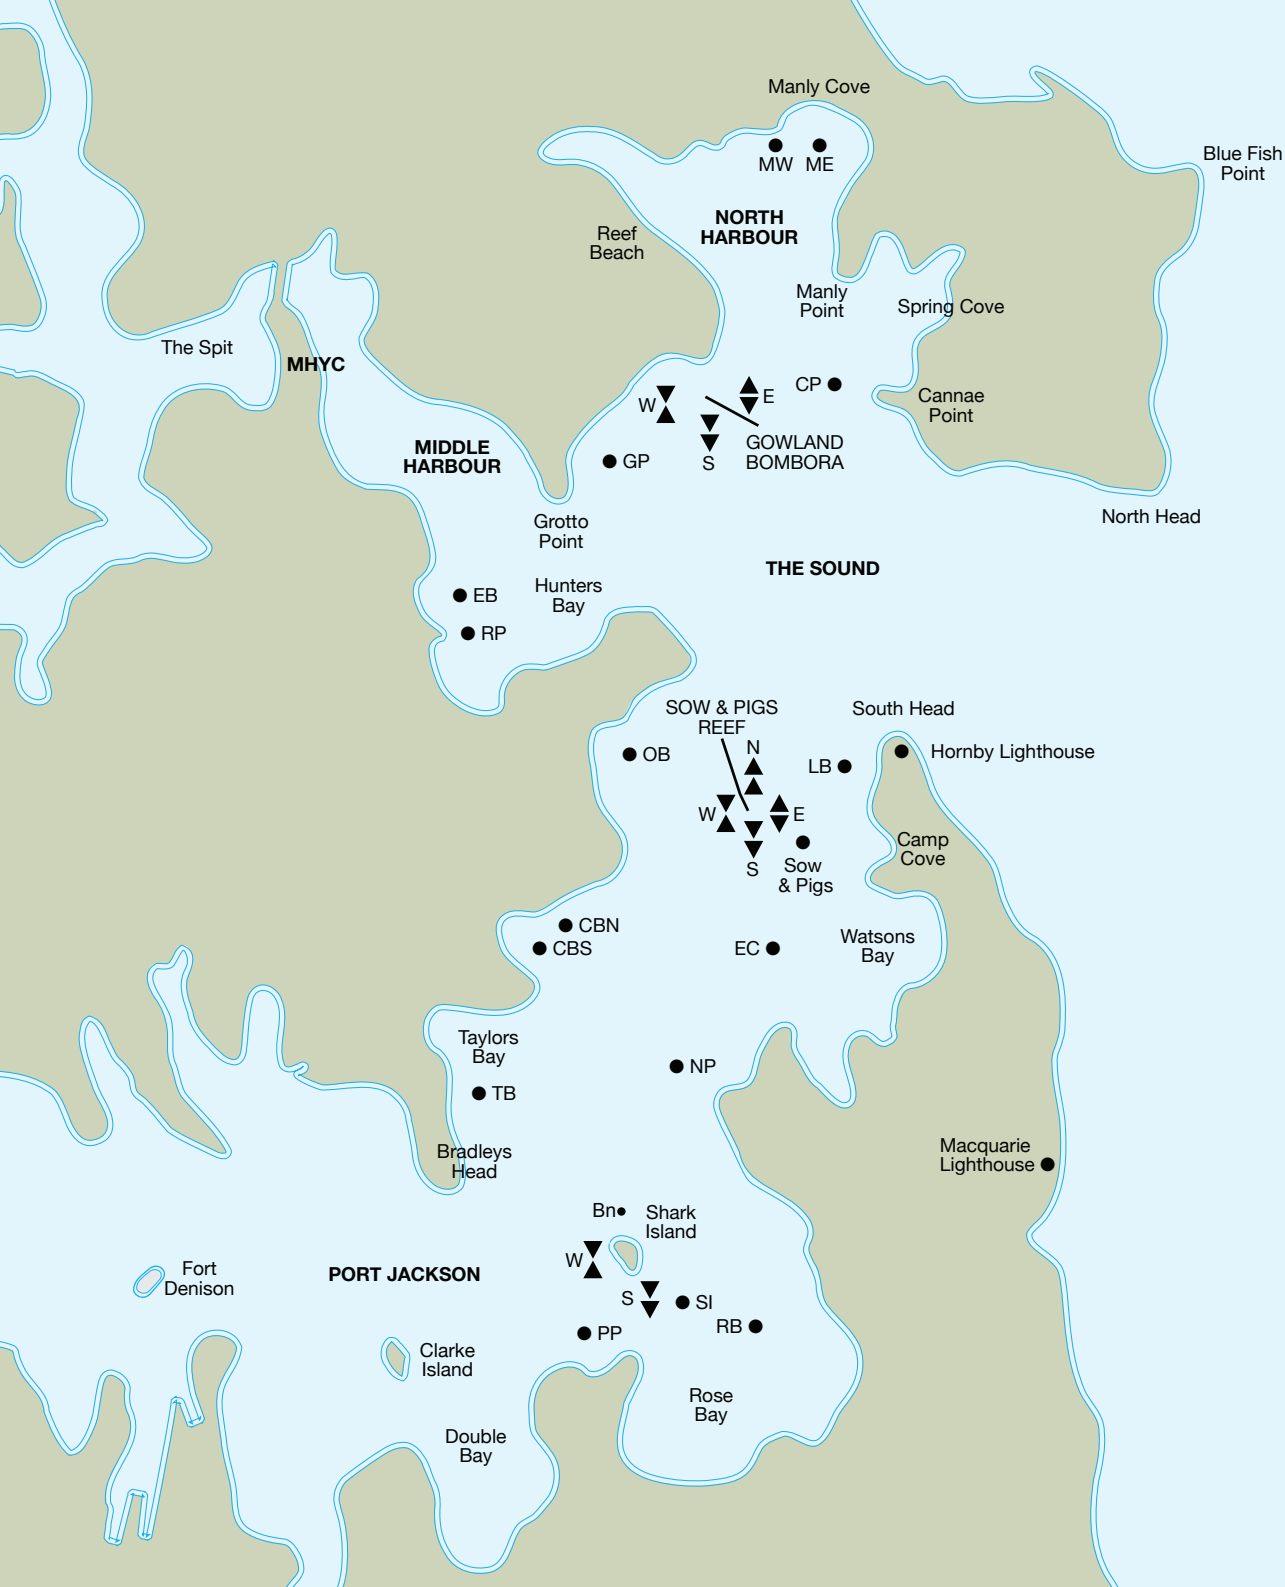 Manly Cove
Blue Fish
Point
MW ME
NORTH
HARBOUR
Reef
Beach
Manly
Point
Spring Cove
The Spit
MHYC
W
E
CP
Cannae
Point
S
GOWLAND
BOMBORA
MIDDLE
HARBOUR
GP
North Head
Grotto
Point
THE SOUND
EB
Hunters
Bay
RP
SOW & PIGS
REEF
South Head
OB
N
LB
Hornby Lighthouse
W
E
S
Sow
& Pigs
Camp
Cove
CBN
CBS
EC
Watsons
Bay
Taylors
Bay
TB
NP
Bradleys
Head
Macquarie
Lighthouse
Bn
Shark
Island
W
Fort
Denison
PORT JACKSON
S
SI
RB
PP
Clarke
Island
Rose
Bay
Double
Bay